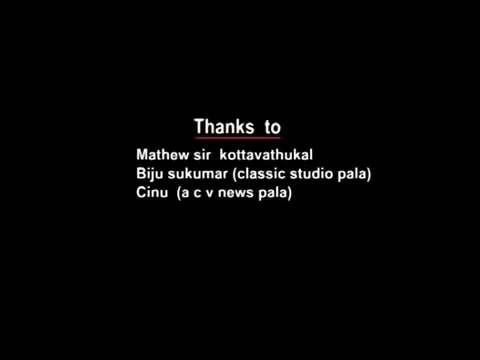 Thanks to
Mathew sir kottavathukal
Biju sukumar (classic studio pala)
Cinu (a c v news pala)